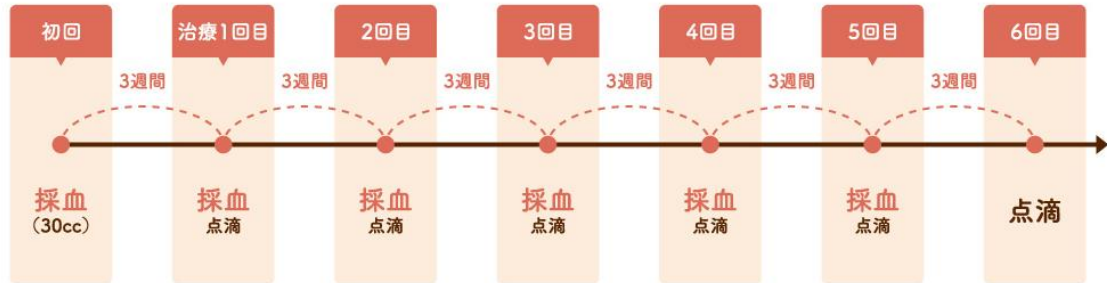 初回
治療1回目
2回目
3回目
4回目
5回目
6回目
3週間
3週間
3週間
3週間
3週間
3週間
採血
(30cc)
採血
点滴
採血
点滴
採血
点滴
採血
点滴
採血
点滴
点滴